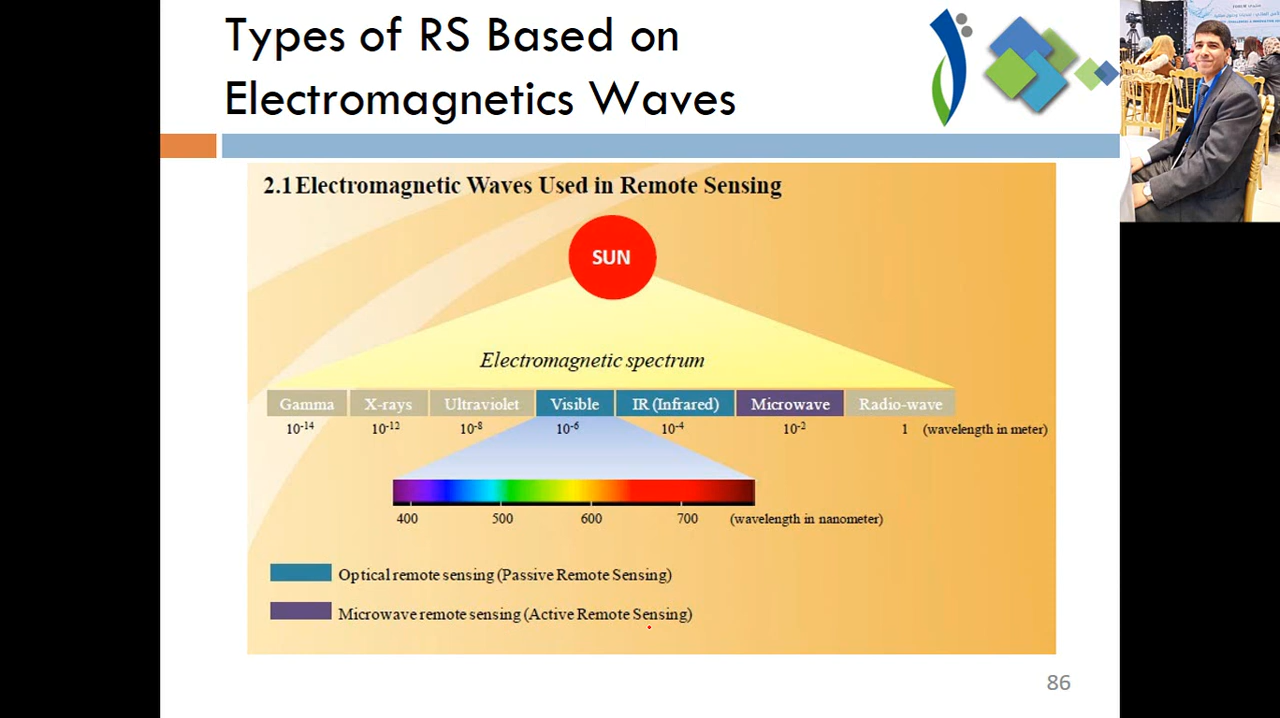 Types of RS Based on
Electromagnetics Waves
2.1 Electromagnetic Waves Used in Remote Sensing
SUN
Electromagnetic spectrum
Gamma X-rays Ultraviolet Visible IR (Infrared) Microwave Radio-wave
10-14 10-12 10-8 10-6 10-4 10-2 1 (wavelength in meter)
400 500 600 700 (wavelength in nanometer)
Optical remote sensing (Passive Remote Sensing)
Microwave remote sensing (Active Remote Sensing)
86